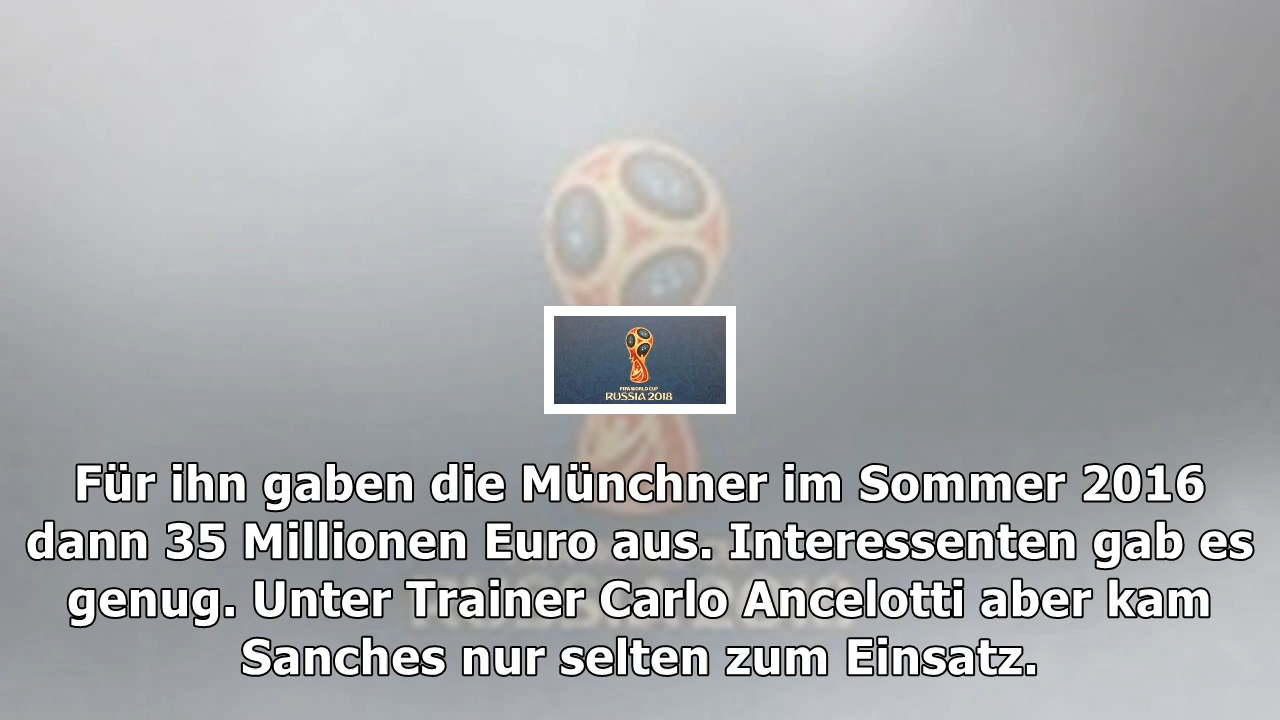 FIFA WORLD CUP
RUSSIA 2018
Für ihn gaben die Münchner im Sommer 2016
dann 35 Millionen Euro aus. Interessenten gab es
genug. Unter Trainer Carlo Ancelotti aber kam
Sanches nur selten zum Einsatz.